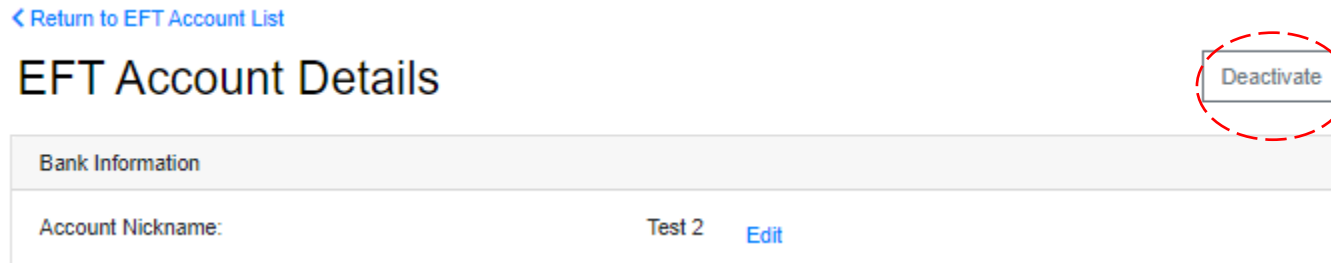 Return to EFT Account List
EFT Account Details
Deactivate
Bank Information
Account Nickname: Test 2 Edit